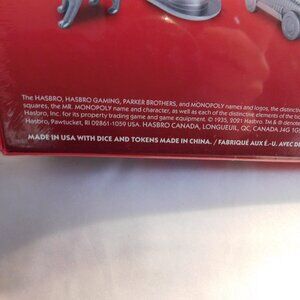 The HASBRO, HASBRO GAMING, PARKER BROTHERS, and MONOPOLY names and logos, the distinctiv
squares, the MR. MONOPOLY name and character, as well as each of the distinctive elements of the bo
Hasbro, Inc. for its property trading game and game equipment. © 1935, 2021 Hasbro. TM & ® denote
Hasbro, Pawtucket, RI 02861-1059 USA. HASBRO CANADA, LONGUEUIL, QC, CANADA J4G 1G
MADE IN USA WITH DICE AND TOKENS MADE IN CHINA. / FABRIQUÉ AUX É.-U. AVEC DÉ